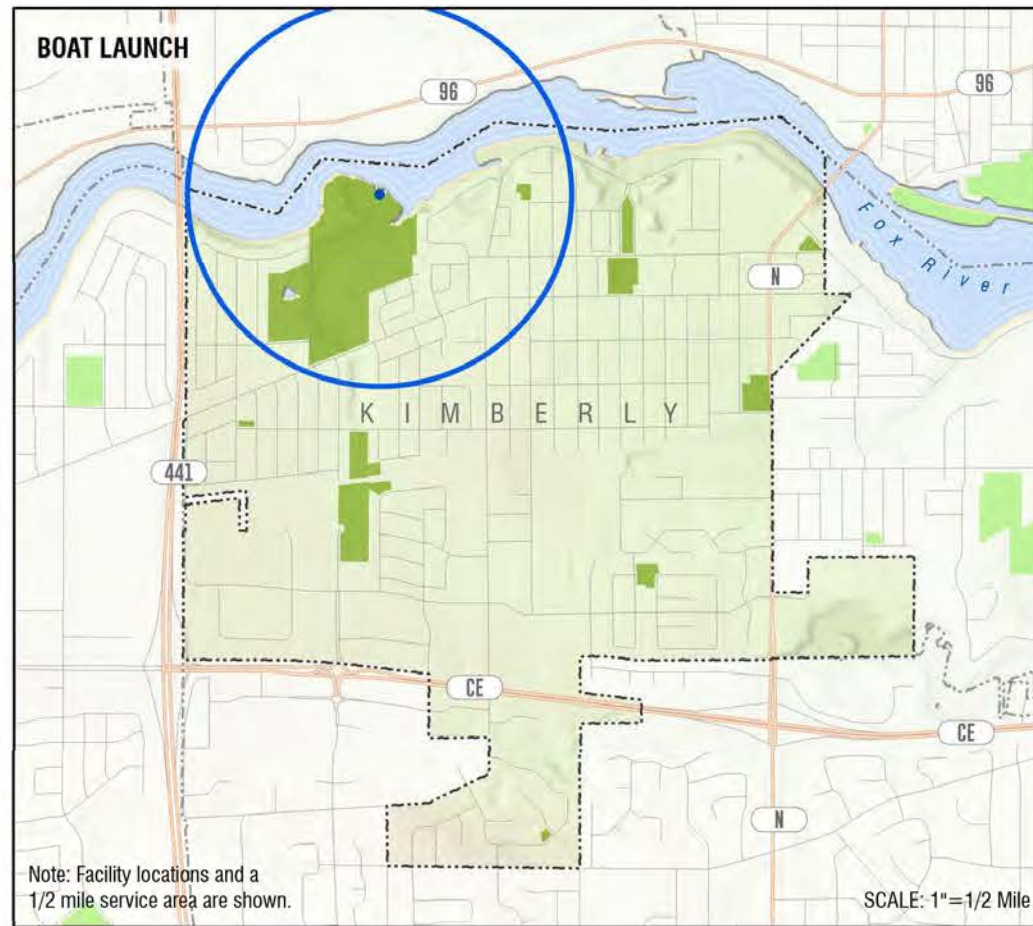 BOAT LAUNCH
96
96
Fox River
N
KIMBERLY
441
CE
CE
N
Note: Facility locations and a
1/2 mile service area are shown.
SCALE: 1"=1/2 Mile